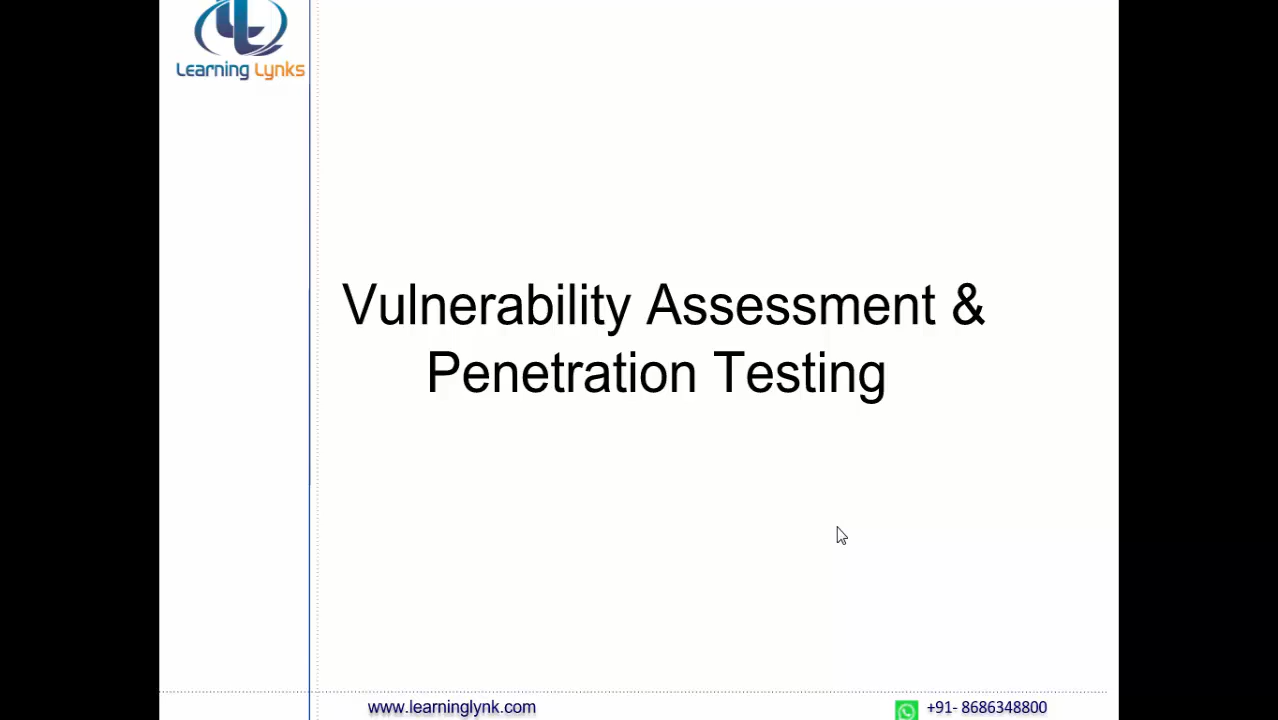 Learning Lynks
Vulnerability Assessment &
Penetration Testing
www.learninglynk.com
+91- 8686348800